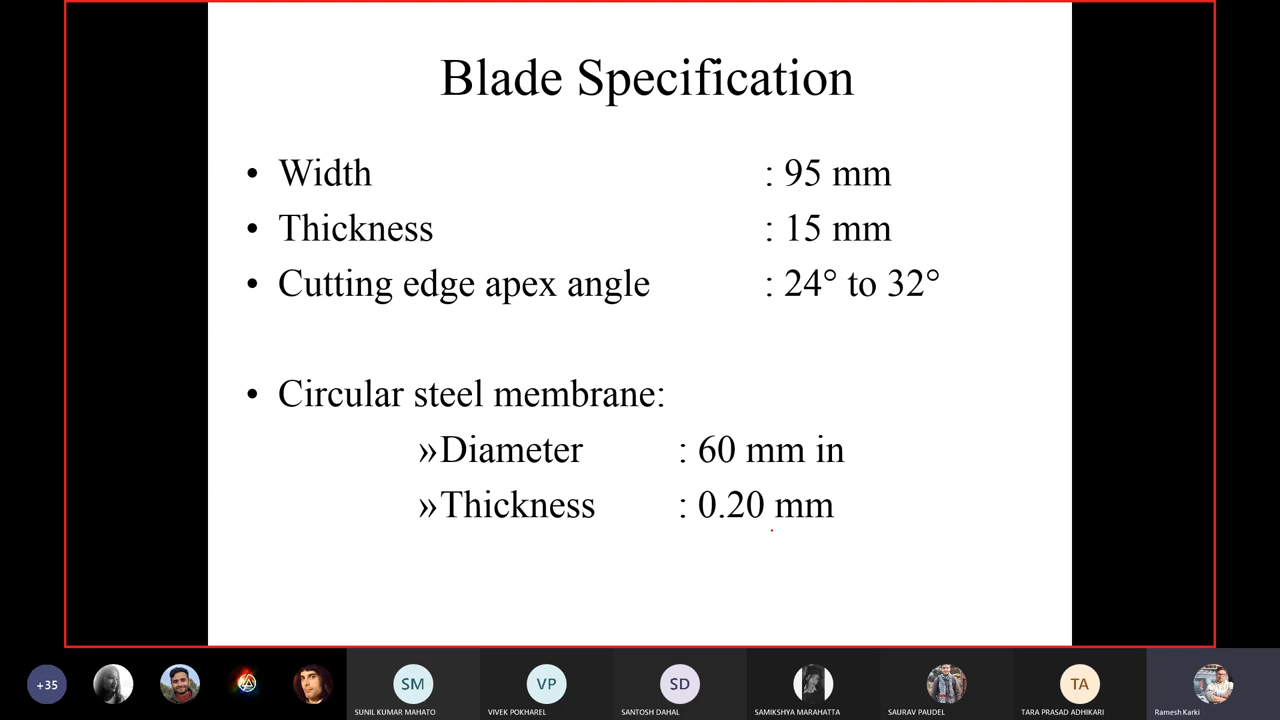 Blade Specification
• Width : 95 mm
• Thickness : 15 mm
• Cutting edge apex angle : 24° to 32°
• Circular steel membrane:
»Diameter : 60 mm in
»Thickness : 0.20 mm
+35
SM
VP
SD
TA
SUNIL KUMAR MAHATO
VIVEK POKHAREL
SANTOSH DAHAL
SAMIKSHYA MARAHATTA
SAURAV PAUDEL
TARA PRASAD ADHIKARI
Ramesh Karki